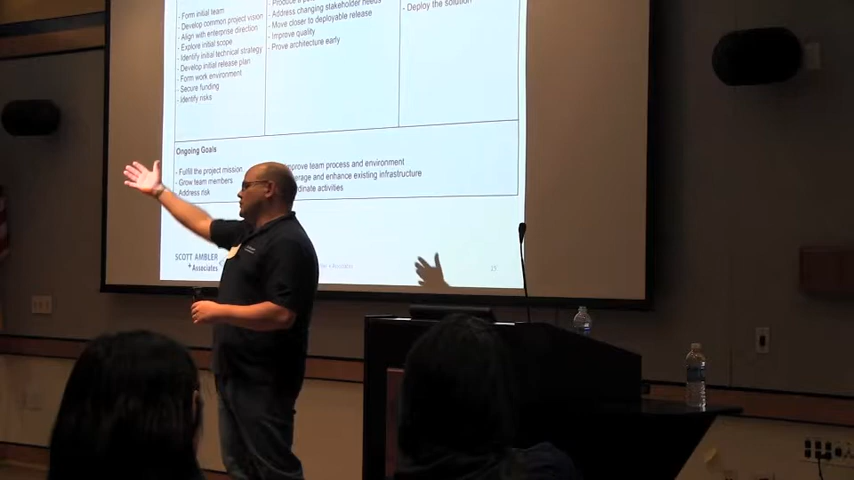 - Form initial team
- Develop common project vision
- Align with enterprise direction
- Explore initial scope
- Identify initial technical strategy
- Develop initial release plan
- Form work environment
- Secure funding
- Identify risks
- Address changing stakeholder needs
- Move closer to deployable release
- Improve quality
- Prove architecture early
- Deploy the solution
Ongoing Goals
- Fulfill the project mission
- Grow team members
- Address risk
prove team process and environment
erage and enhance existing infrastructure
dinate activities
SCOTT AMBLER
+ Associates